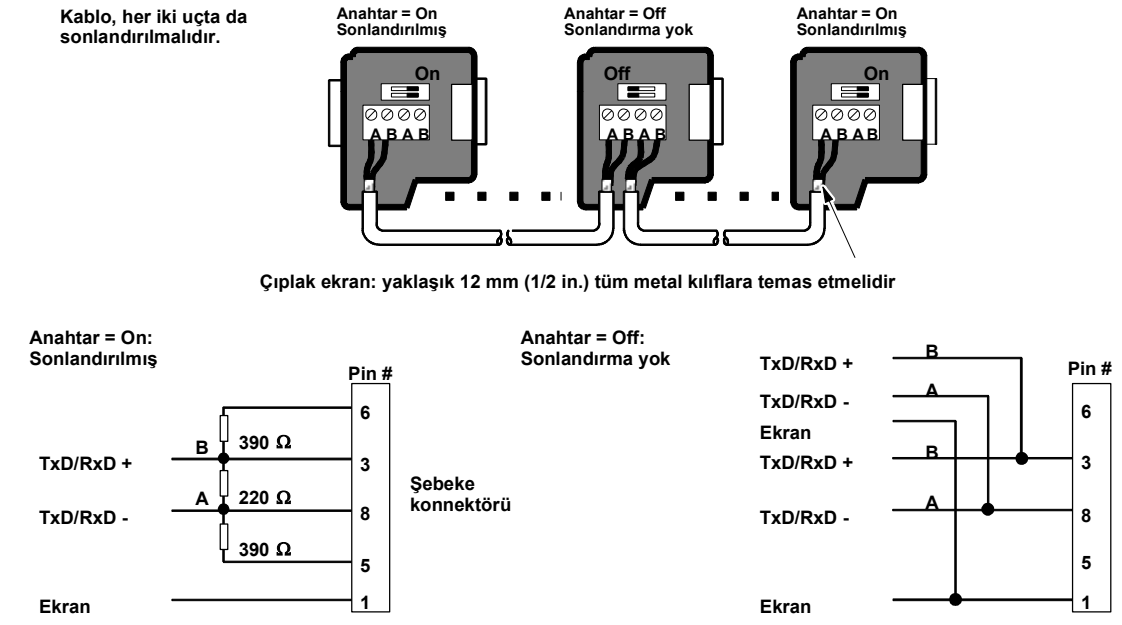 Kablo, her iki uçta da
sonlandırılmalıdır.
Anahtar = On
Sonlandırılmış
Anahtar = Off
Sonlandırma yok
Anahtar = On
Sonlandırılmış
On
Off
On
A B A B
A B A B
A B A B
Çıplak ekran: yaklaşık 12 mm (1/2 in.) tüm metal kılıflara temas etmelidir
Anahtar = On:
Sonlandırılmış
Pin #
6
390 Ω
B
TxD/RxD +
3
A
220 Ω
TxD/RxD -
8
390 Ω
5
Ekran
1
Şebeke
konnektörü
Anahtar = Off:
Sonlandırma yok
Pin #
TxD/RxD +
B
TxD/RxD -
A
6
Ekran
TxD/RxD +
B
3
TxD/RxD -
A
8
5
Ekran
1